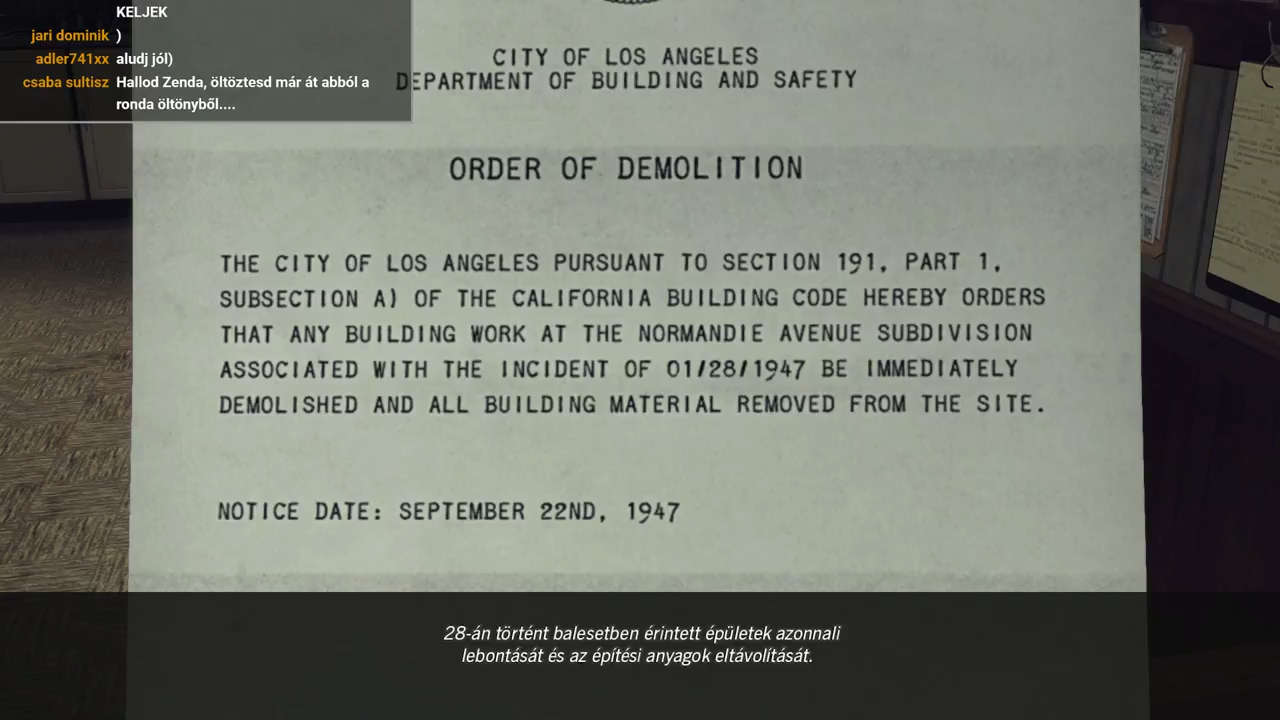 KELJEK
jari dominik )
adler741xx aludj jól)
csaba sultisz Hallod Zenda, öltöztesd már át abból a
ronda öltönyből....
CITY OF LOS ANGELES
DEPARTMENT OF BUILDING AND SAFETY
ORDER OF DEMOLITION
THE CITY OF LOS ANGELES PURSUANT TO SECTION 191, PART 1,
SUBSECTION A) OF THE CALIFORNIA BUILDING CODE HEREBY ORDERS
THAT ANY BUILDING WORK AT THE NORMANDIE AVENUE SUBDIVISION
ASSOCIATED WITH THE INCIDENT OF 01/28/1947 BE IMMEDIATELY
DEMOLISHED AND ALL BUILDING MATERIAL REMOVED FROM THE SITE.
NOTICE DATE: SEPTEMBER 22ND, 1947
28-án történt balesetben érintett épületek azonnali
lebontását és az építési anyagok eltávolítását.